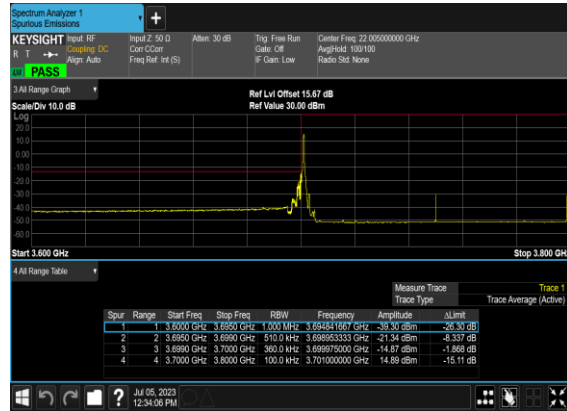 Spectrum Analyzer 1
Spurious Emissions
KEYSIGHT Input: RF Input Z: 50 Ω Atten: 30 dB Trig: Free Run Center Freq: 22.005000000 GHz
R T Coupling: DC Corr CCorr Gate: Off Avg|Hold: 100/100
Align: Auto Freq Ref: Int (S) IF Gain: Low Radio Std: None
LW PASS
3 All Range Graph
Ref Lvl Offset 15.67 dB
Scale/Div 10.0 dB Ref Value 30.00 dBm
Log
20.0
10.0
0.00
-10.0
-20.0
-30.0
-40.0
-50.0
-60.0
Start 3.600 GHz Stop 3.800 GHz
4 All Range Table
Measure Trace Trace 1
Trace Type Trace Average (Active)
Spur Range Start Freq Stop Freq RBW Frequency Amplitude ΔLimit
1 1 3.6000 GHz 3.6950 GHz 1.000 MHz 3.694841667 GHz -39.30 dBm -26.30 dB
2 2 3.6950 GHz 3.6990 GHz 510.0 kHz 3.698953333 GHz -21.34 dBm -8.337 dB
3 3 3.6990 GHz 3.7000 GHz 360.0 kHz 3.699975000 GHz -14.87 dBm -1.868 dB
4 4 3.7000 GHz 3.8000 GHz 100.0 kHz 3.701000000 GHz 14.89 dBm -15.11 dB
Jul 05, 2023
12:34:06 PM